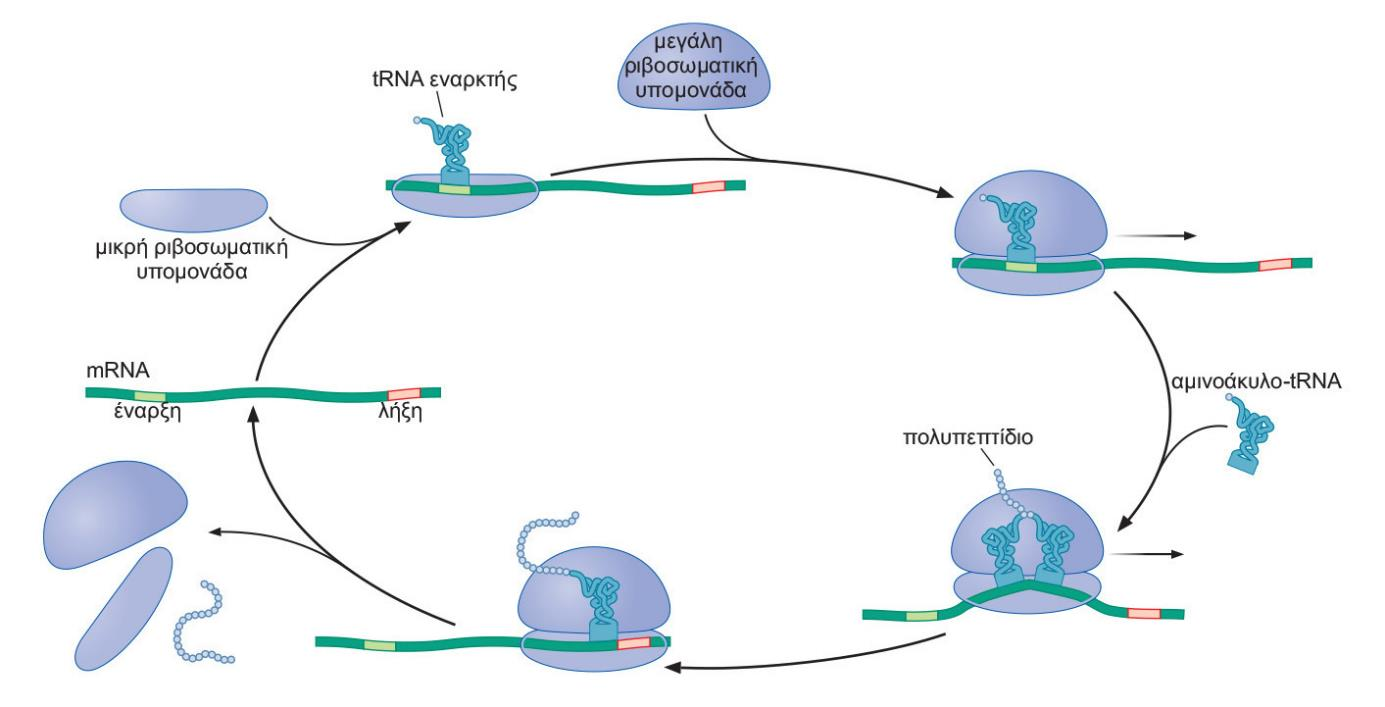 μεγάλη
ριβοσωματική
υπομονάδα
tRNA εναρκτής
μικρή ριβοσωματική
υπομονάδα
mRNA
έναρξη
λήξη
αμινοάκυλο-tRNA
πολυπεπτίδιο